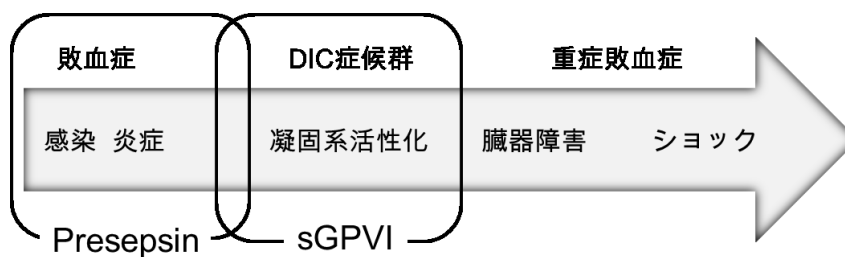 敗血症 DIC症候群 重症敗血症
感染 炎症 凝固系活性化 臓器障害 ショック
Presepsin sGPVI